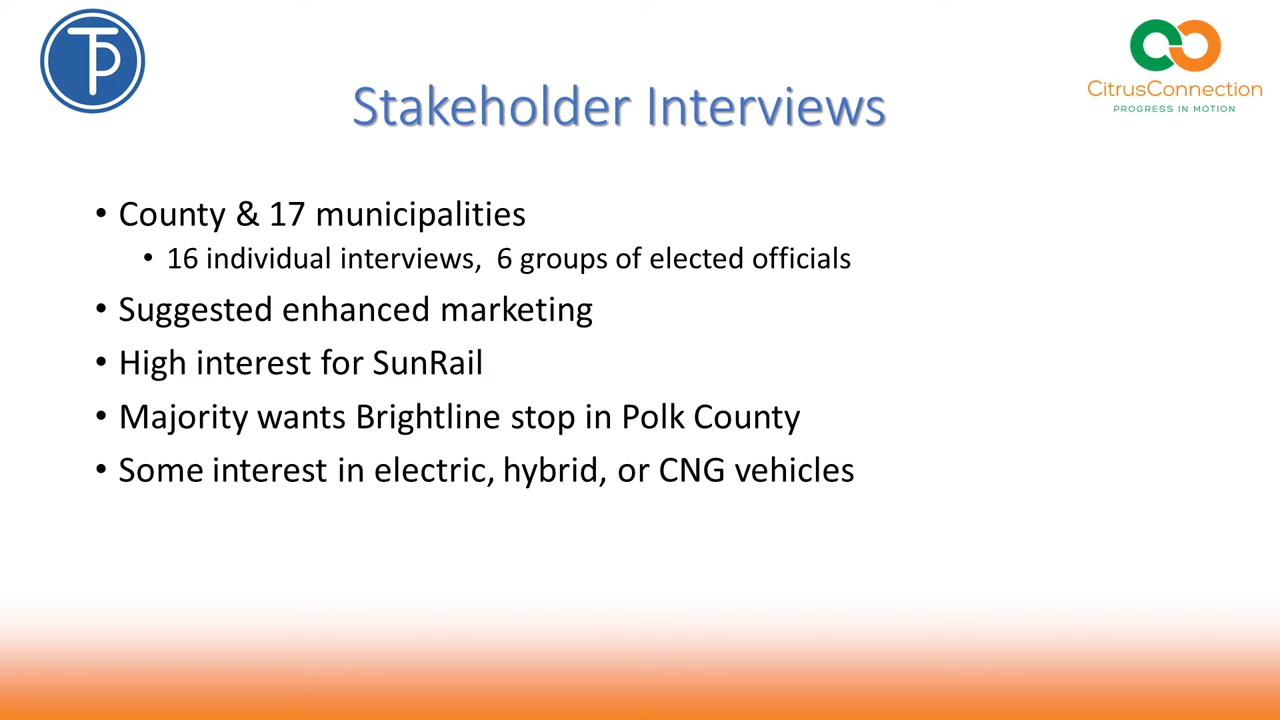 TP
CitrusConnection
PROGRESS IN MOTION
Stakeholder Interviews
• County & 17 municipalities
• 16 individual interviews, 6 groups of elected officials
• Suggested enhanced marketing
• High interest for SunRail
• Majority wants Brightline stop in Polk County
• Some interest in electric, hybrid, or CNG vehicles